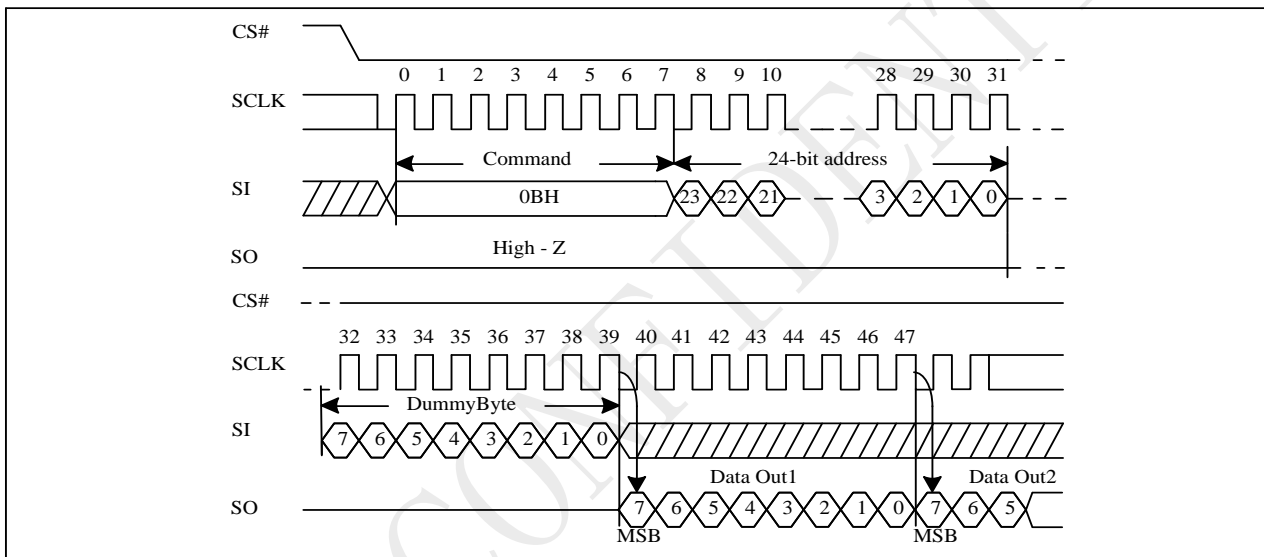 CS#
0 1 2 3 4 5 6 7 8 9 10 28 29 30 31
SCLK
Command 24-bit address
SI 0BH 23 22 21 3 2 1 0
High - Z
SO
CS#
32 33 34 35 36 37 38 39 40 41 42 43 44 45 46 47
SCLK
DummyByte
SI 7 6 5 4 3 2 1 0
Data Out1 Data Out2
SO 7 6 5 4 3 2 1 0 7 6 5
MSB MSB
CONFIDENT